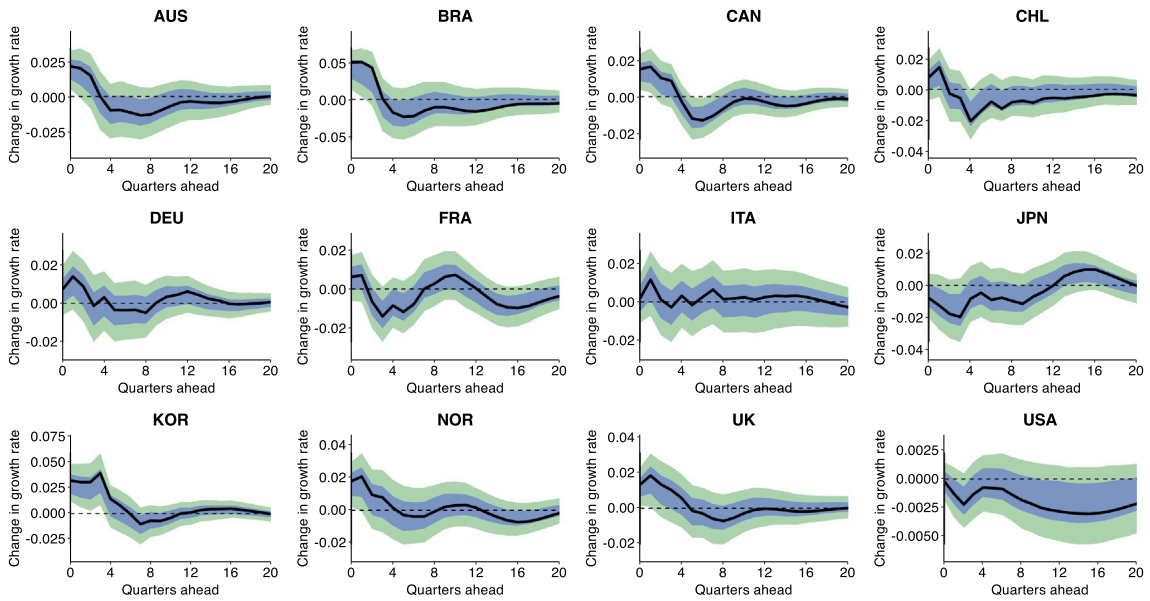 AUS BRA CAN CHL
Change in growth rate Change in growth rate Change in growth rate Change in growth rate
0.025 0.05 0.02 0.02
0.000 0.00 0.00 0.00
-0.025 -0.05 -0.02 -0.02
-0.04
0 4 8 12 16 20 0 4 8 12 16 20 0 4 8 12 16 20 0 4 8 12 16 20
Quarters ahead Quarters ahead Quarters ahead Quarters ahead
DEU FRA ITA JPN
Change in growth rate Change in growth rate Change in growth rate Change in growth rate
0.02 0.02 0.02 0.02
0.00 0.00 0.00 0.00
-0.02 -0.02 -0.02 -0.02
-0.04
0 4 8 12 16 20 0 4 8 12 16 20 0 4 8 12 16 20 0 4 8 12 16 20
Quarters ahead Quarters ahead Quarters ahead Quarters ahead
KOR NOR UK USA
Change in growth rate Change in growth rate Change in growth rate Change in growth rate
0.075 0.04 0.04 0.0025
0.050 0.02 0.02 0.0000
0.025 0.00 0.00 -0.0025
0.000 -0.02 -0.02 -0.0050
-0.025
0 4 8 12 16 20 0 4 8 12 16 20 0 4 8 12 16 20 0 4 8 12 16 20
Quarters ahead Quarters ahead Quarters ahead Quarters ahead